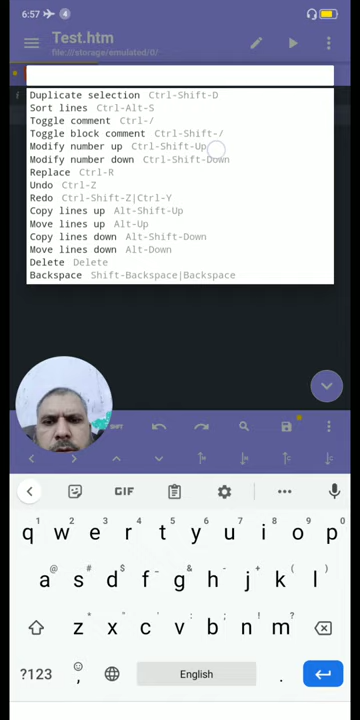 6:57 4
Test.htm
file:///storage/emulated/0/
Duplicate selection Ctrl-Shift-D
Sort lines Ctrl-Alt-S
Toggle comment Ctrl-/
Toggle block comment Ctrl-Shift-/
Modify number up Ctrl-Shift-Up
Modify number down Ctrl-Shift-Down
Replace Ctrl-R
Undo Ctrl-Z
Redo Ctrl-Shift-Z|Ctrl-Y
Copy lines up Alt-Shift-Up
Move lines up Alt-Up
Copy lines down Alt-Shift-Down
Move lines down Alt-Down
Delete Delete
Backspace Shift-Backspace|Backspace
SHIFT
GIF
1 2 3 4 5 6 7 8 9 0
q w e r t y u i o p
@ # $ _ & - + ( )
a s d f g h j k l
* " ' : ; ! ?
z x c v b n m
?123 , English .